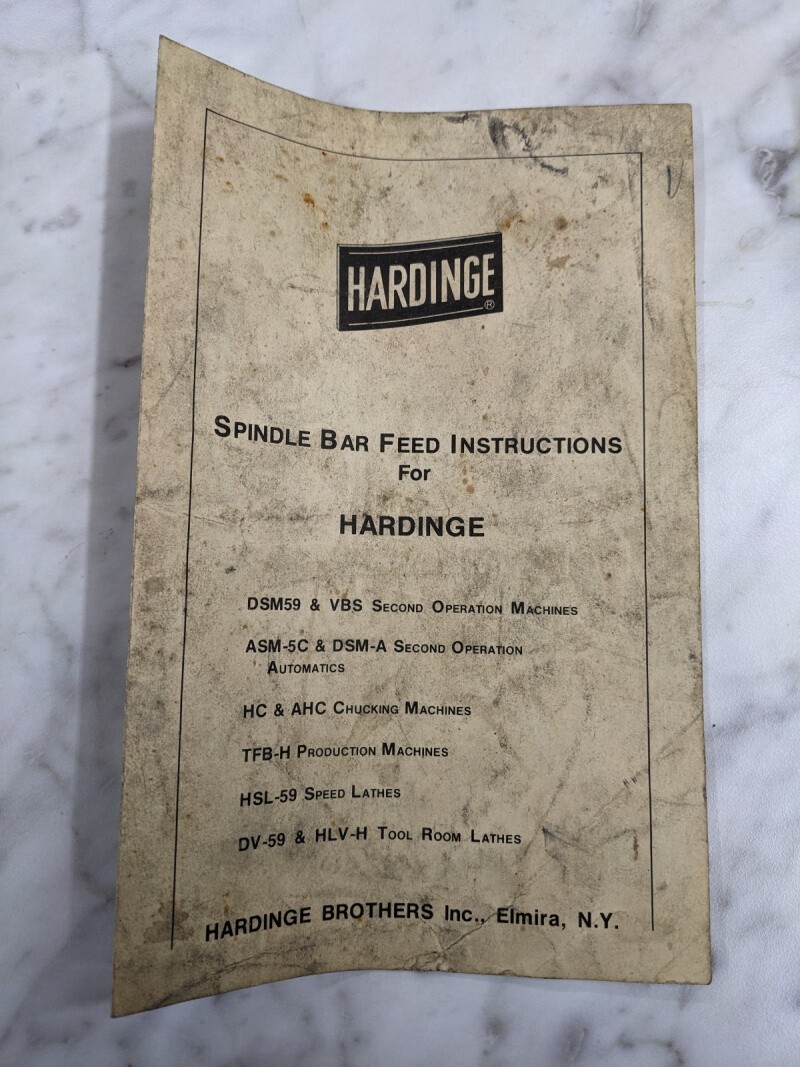 HARDINGE ®
SPINDLE BAR FEED INSTRUCTIONS
For
HARDINGE
DSM59 & VBS SECOND OPERATION MACHINES
ASM-5C & DSM-A SECOND OPERATION
AUTOMATICS
HC & AHC CHUCKING MACHINES
TFB-H PRODUCTION MACHINES
HSL-59 SPEED LATHES
DV-59 & HLV-H TOOL ROOM LATHES
HARDINGE BROTHERS Inc., Elmira, N.Y.